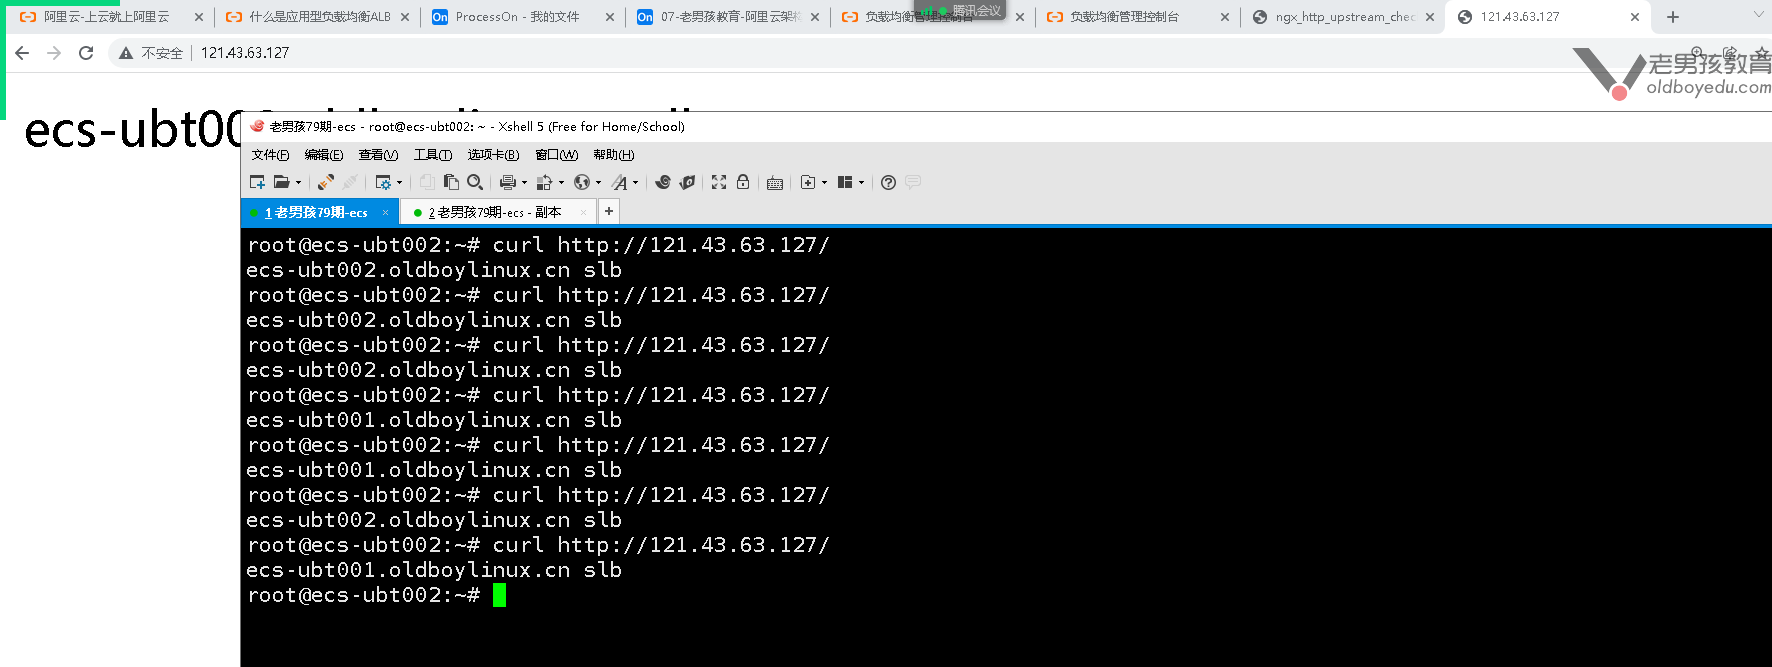 阿里云-上云就上阿里云
什么是应用型负载均衡ALB
On ProcessOn - 我的文件
On 07-老男孩教育-阿里云架构
负载均衡管理控制台
负载均衡管理控制台
ngx_http_upstream_chec
121.43.63.127
腾讯会议
不安全 121.43.63.127
老男孩教育
oldboyedu.com
ecs-ubt00
老男孩79期-ecs - root@ecs-ubt002: ~ - Xshell 5 (Free for Home/School)
文件(F) 编辑(E) 查看(V) 工具(T) 选项卡(B) 窗口(W) 帮助(H)
1 老男孩79期-ecs
2 老男孩79期-ecs - 副本
root@ecs-ubt002:~# curl http://121.43.63.127/
ecs-ubt002.oldboylinux.cn slb
root@ecs-ubt002:~# curl http://121.43.63.127/
ecs-ubt002.oldboylinux.cn slb
root@ecs-ubt002:~# curl http://121.43.63.127/
ecs-ubt002.oldboylinux.cn slb
root@ecs-ubt002:~# curl http://121.43.63.127/
ecs-ubt001.oldboylinux.cn slb
root@ecs-ubt002:~# curl http://121.43.63.127/
ecs-ubt001.oldboylinux.cn slb
root@ecs-ubt002:~# curl http://121.43.63.127/
ecs-ubt002.oldboylinux.cn slb
root@ecs-ubt002:~# curl http://121.43.63.127/
ecs-ubt001.oldboylinux.cn slb
root@ecs-ubt002:~#